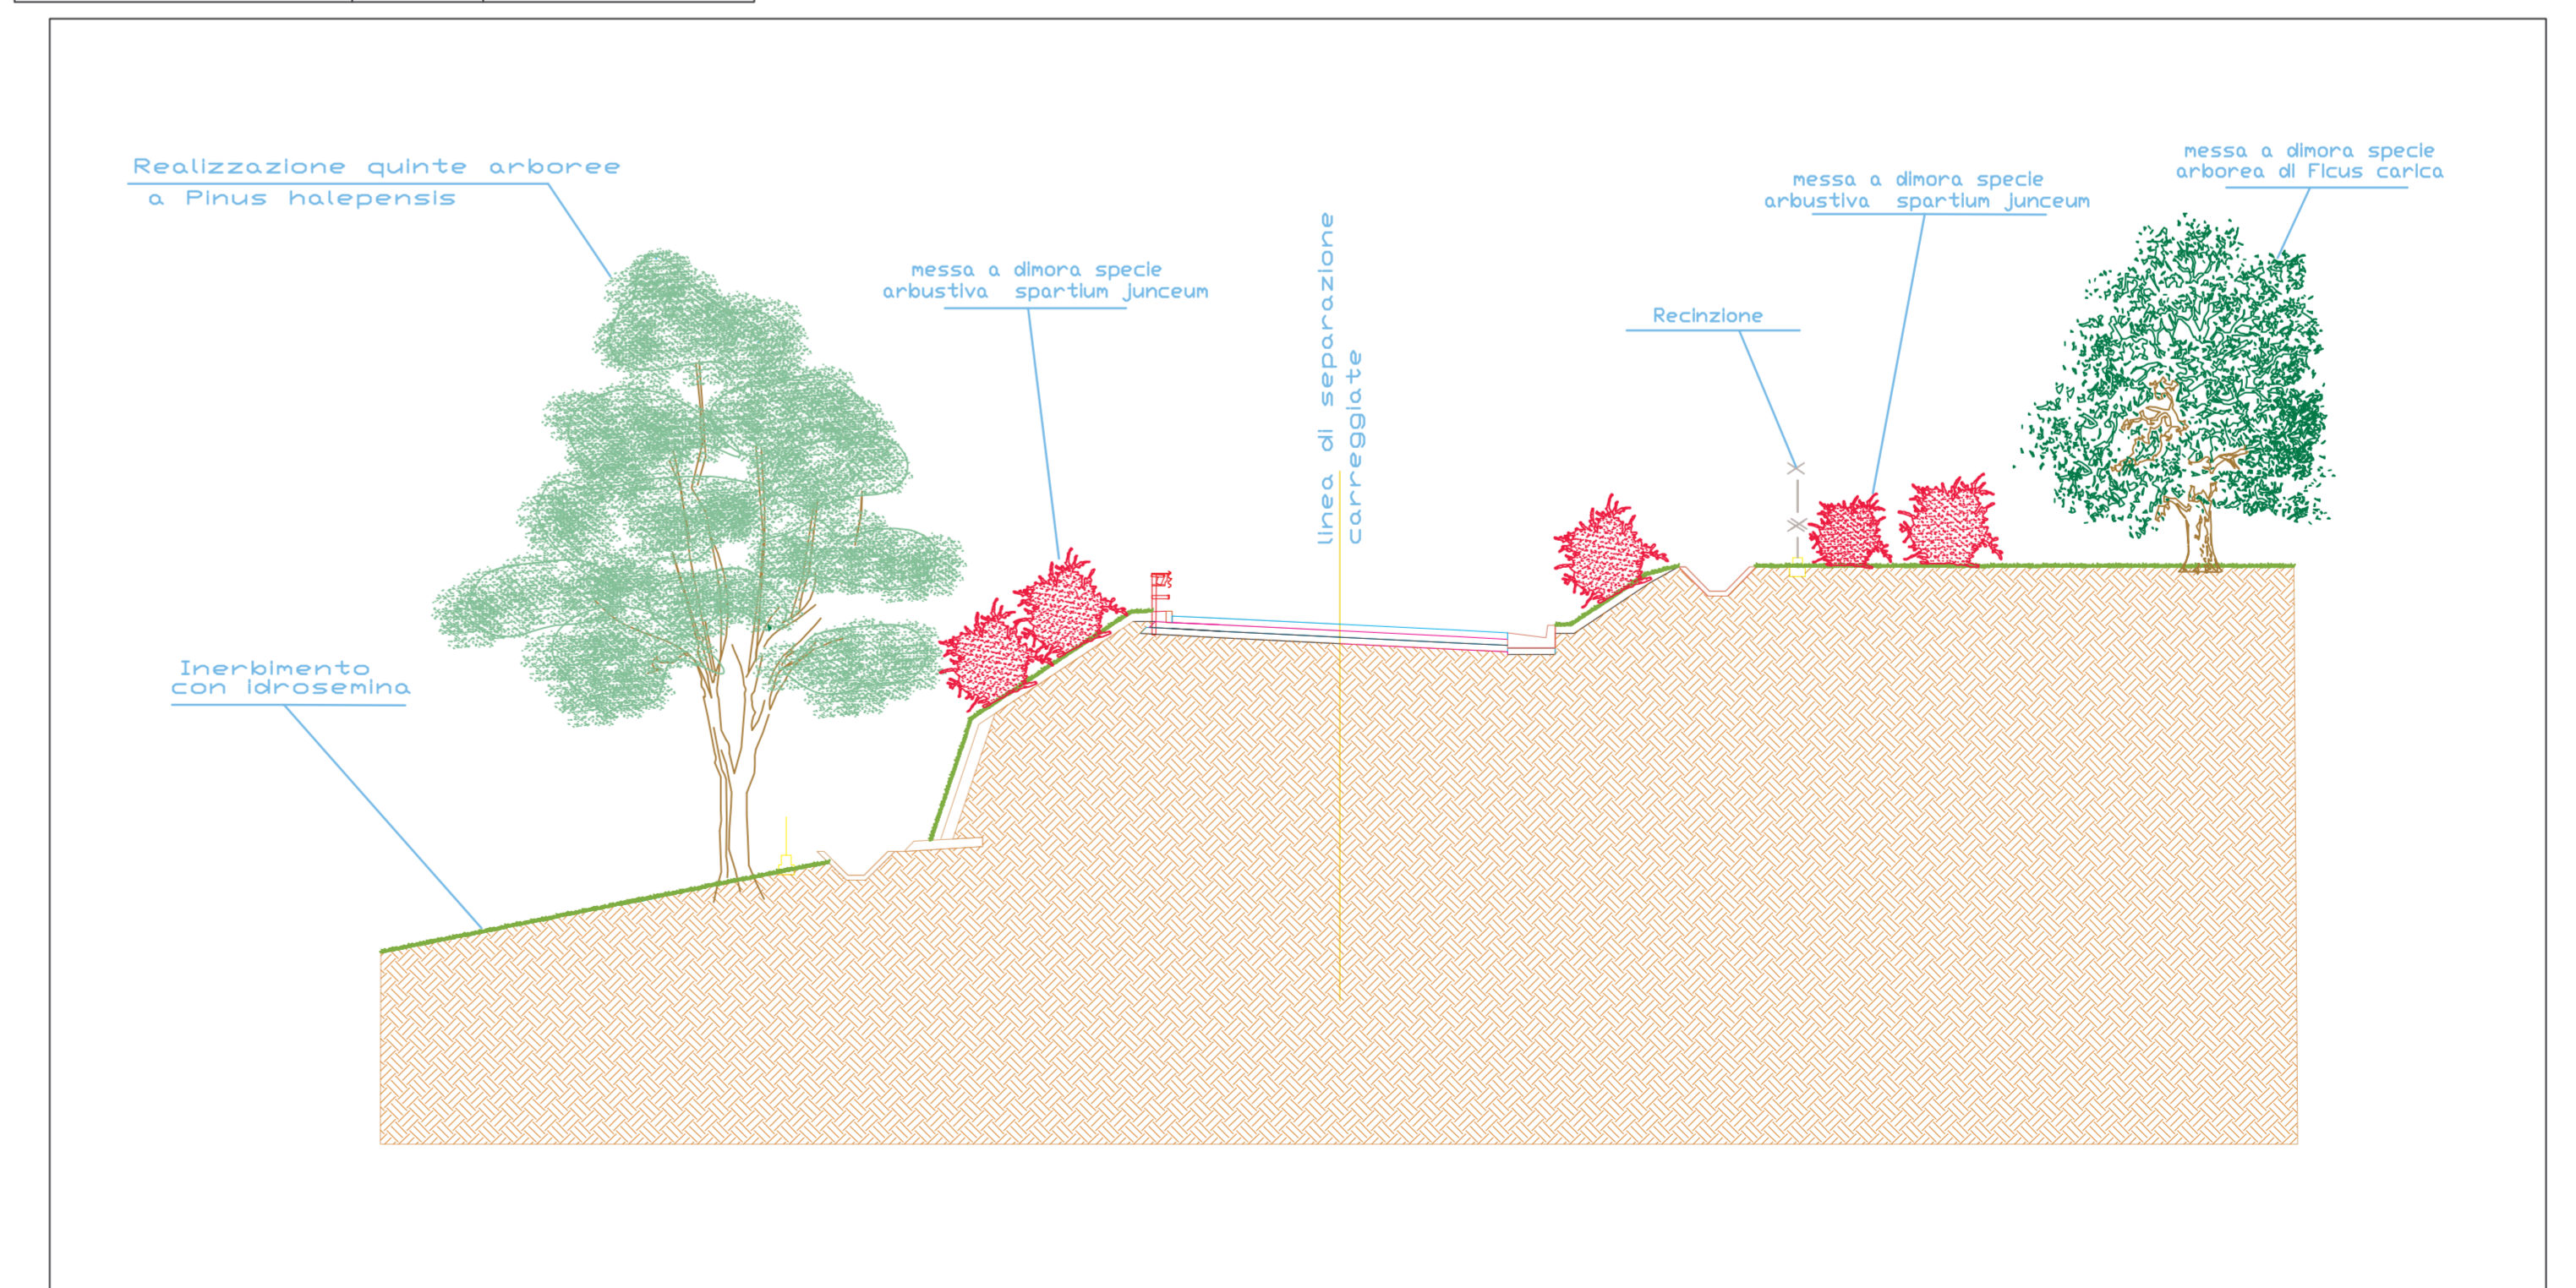 Realizzazione quinte arboree
a Pinus halepensis
messa a dimora specie
arbustiva spartium junceum
linea di separazione
carreggiate
Recinzione
messa a dimora specie
arbustiva spartium junceum
messa a dimora specie
arborea di Ficus carica
Inerbimento
con idrosemina